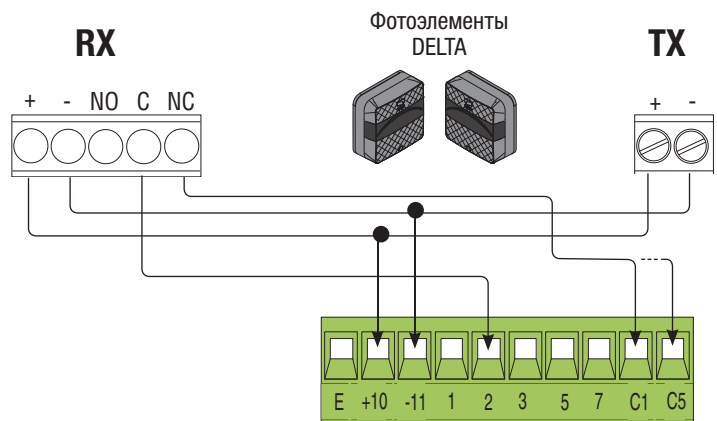 Фотоэлементы
DELTA
RX
TX
+ - NO C NC
+ -
E +10 -11 1 2 3 5 7 C1 C5